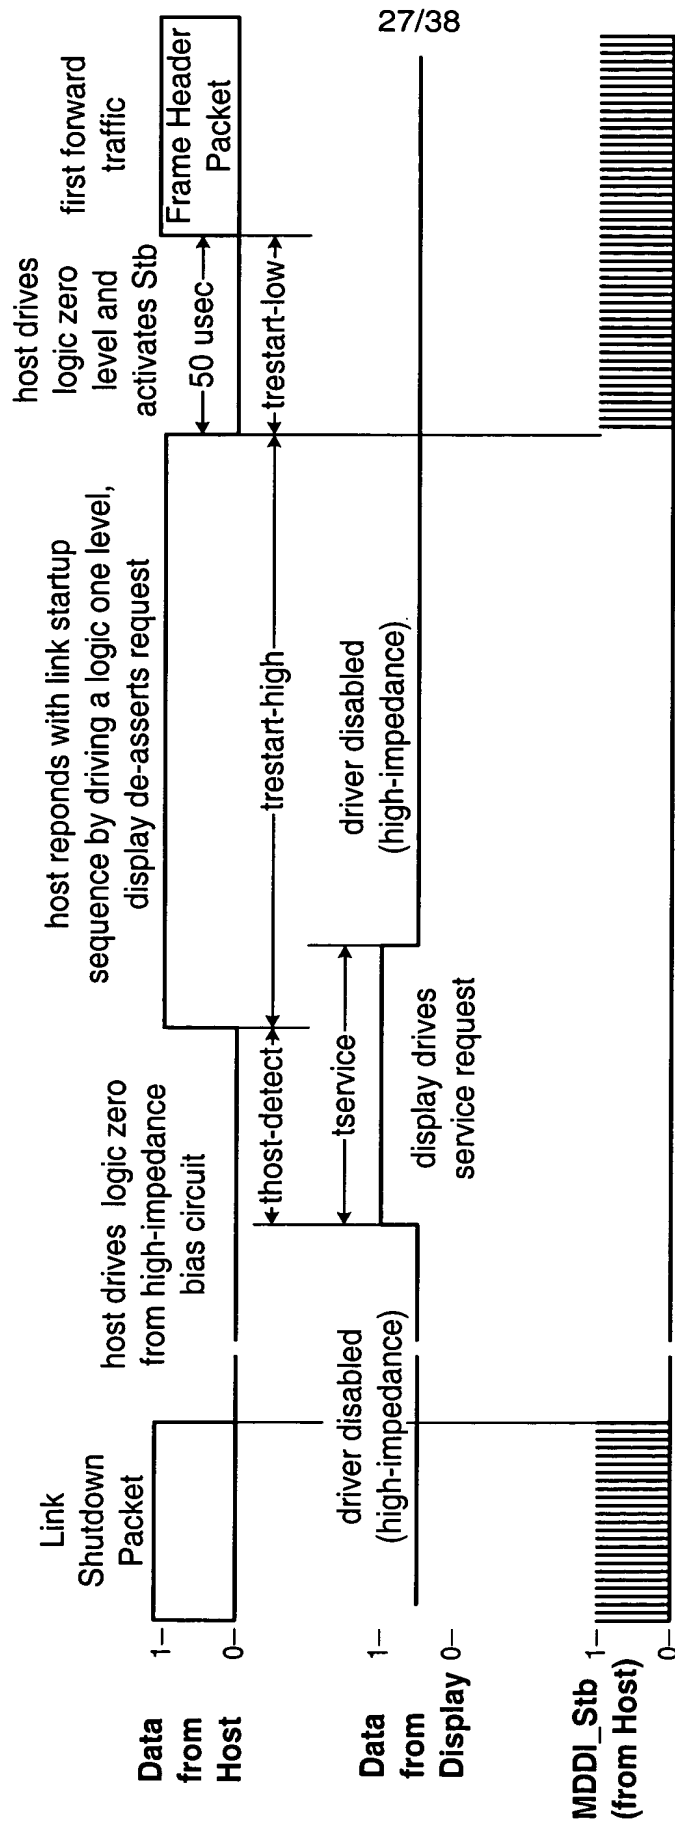 27/38
Link
Shutdown
Packet
host drives logic zero
from high-impedance
bias circuit
host reponds with link startup
sequence by driving a logic one level,
display de-asserts request
host drives
logic zero
level and
activates Stb
first forward
traffic
Data
from
Host
1
0
50 usec
Frame Header
Packet
thost-detect
trestart-high
trestart-low
Data
from
Display
1
0
driver disabled
(high-impedance)
tservice
display drives
service request
driver disabled
(high-impedance)
MDDI_Stb
(from Host)
1
0